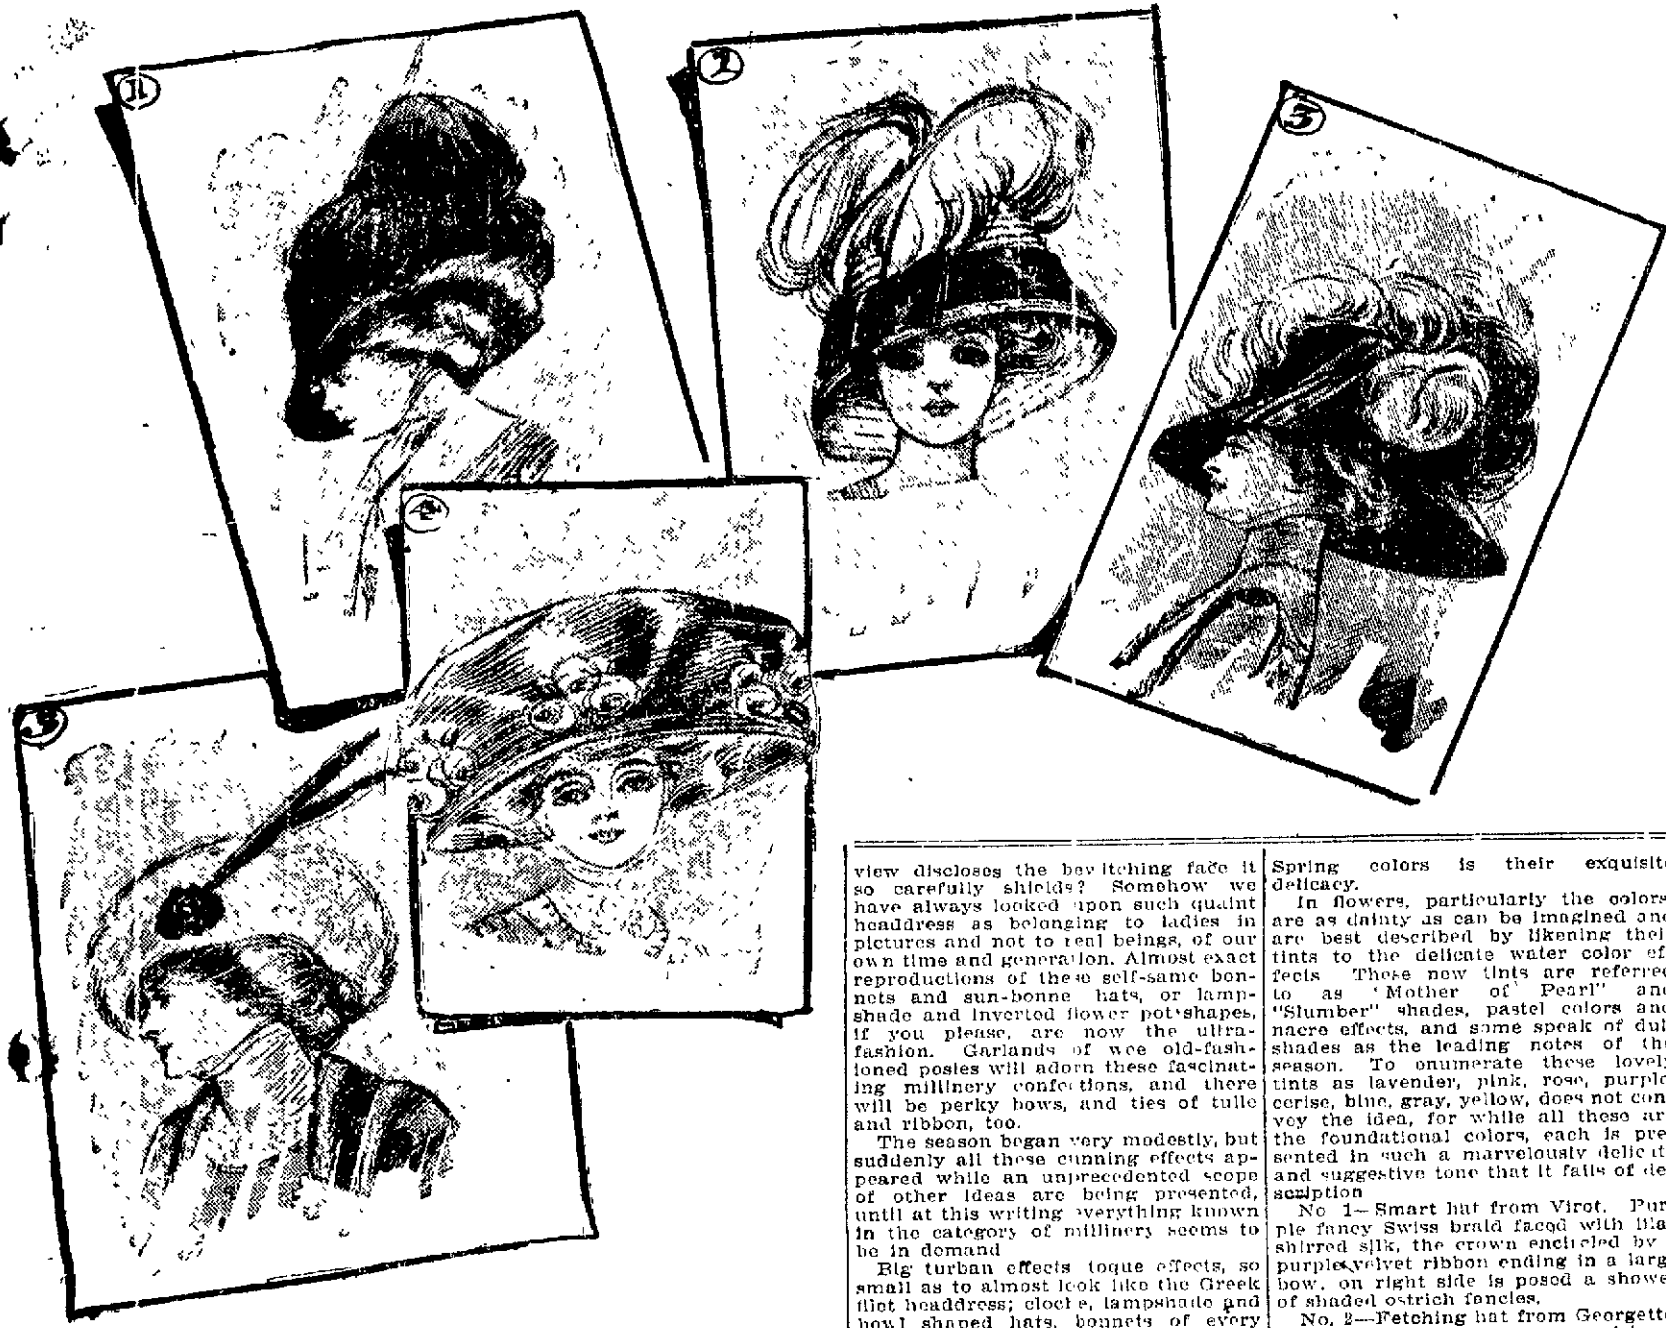 1
2
3
4
5
view discloses the bewitching face it
so carefully shields? Somehow we
have always looked upon such quaint
headdress as belonging to ladies in
pictures and not to real beings, of our
own time and generation. Almost exact
reproductions of these self-same bon-
nets and sun-bonne hats, or lamp-
shade and inverted flower pot shapes,
if you please, are now the ultra-
fashion. Garlands of wee old-fash-
ioned posies will adorn these fascinat-
ing millinery confections, and there
will be perky bows, and ties of tulle
and ribbon, too.
The season began very modestly, but
suddenly all these cunning effects ap-
peared while an unprecedented scope
of other ideas are being presented,
until at this writing everything known
in the category of millinery seems to
be in demand
Big turban effects toque effects, so
small as to almost look like the Greek
filot headdress; cloche, lampshade and
bowl shaped hats, bonnets of every
Spring colors is their exquisite
delicacy.
In flowers, particularly the colors
are as dainty as can be imagined and
are best described by likening thei
tints to the delicate water color ef
fects These new tints are referred
to as 'Mother of Pearl" and
"Slumber" shades, pastel colors and
nacre effects, and some speak of dul
shades as the leading notes of the
season. To enumerate these lovely
tints as lavender, pink, rose, purple
cerise, blue, gray, yellow, does not con
vey the idea, for while all these ar
the foundational colors, each is pre
sented in such a marvelously delicat
and suggestive tone that it fails of de
scription
No 1—Smart hat from Virot. Pur
ple fancy Swiss braid faced with lila
shirred silk, the crown encircled by
purple velvet ribbon ending in a larg
bow, on right side is posed a showe
of shaded ostrich fancies.
No. 2—Fetching hat from Georgette